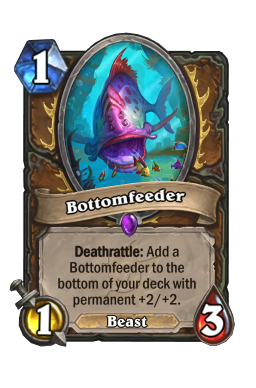 1
Bottomfeeder
Deathrattle: Add a
Bottomfeeder to the
bottom of your deck with
permanent +2/+2.
1
Beast
3